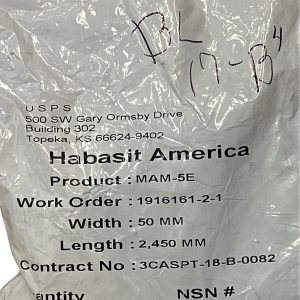 BL
17-B4
USPS
500 SW Gary Ormsby Drive
Building 302
Topeka, KS 66624-9402
Habasit America
Product : MAM-5E
Work Order : 1916161-2-1
Width : 50 MM
Length : 2,450 MM
Contract No : 3CASPT-18-B-0082
antity NSN #